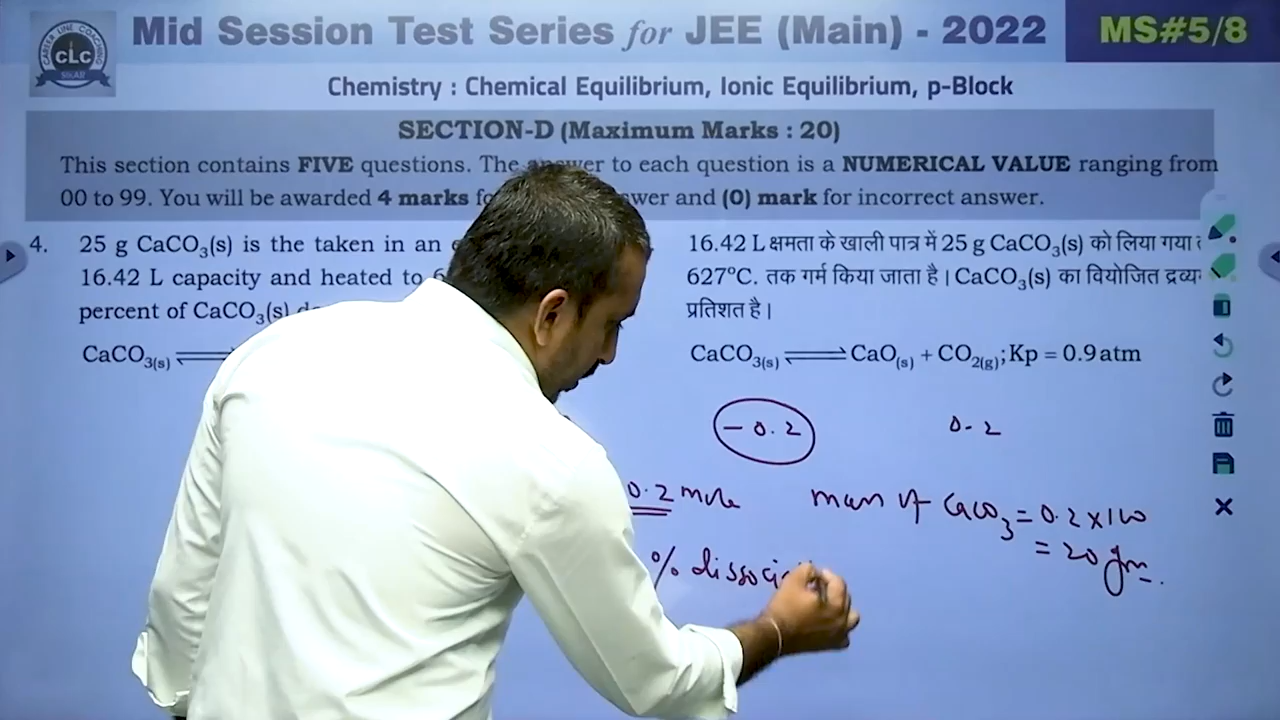 Mid Session Test Series for JEE (Main) - 2022
MS#5/8
CAREER LINE COACHING
CLC
SIKAR
Chemistry : Chemical Equilibrium, Ionic Equilibrium, p-Block
SECTION-D (Maximum Marks : 20)
This section contains FIVE questions. The answer to each question is a NUMERICAL VALUE ranging from
00 to 99. You will be awarded 4 marks and (0) mark for incorrect answer.
4. 25 g CaCO₃(s) is the taken in an
16.42 L capacity and heated to
percent of CaCO₃(s)
CaCO₃(s) ⇌
16.42 L क्षमता के खाली पात्र में 25 g CaCO₃(s) को लिया गया
627°C. तक गर्म किया जाता है। CaCO₃(s) का वियोजित
प्रतिशत है।
CaCO₃(s) ⇌ CaO(s) + CO₂(g); Kp = 0.9 atm
-0.2 0.2
0.2 mole
mass of CaCO₃ = 0.2×100
= 20 gm.
% dissoci